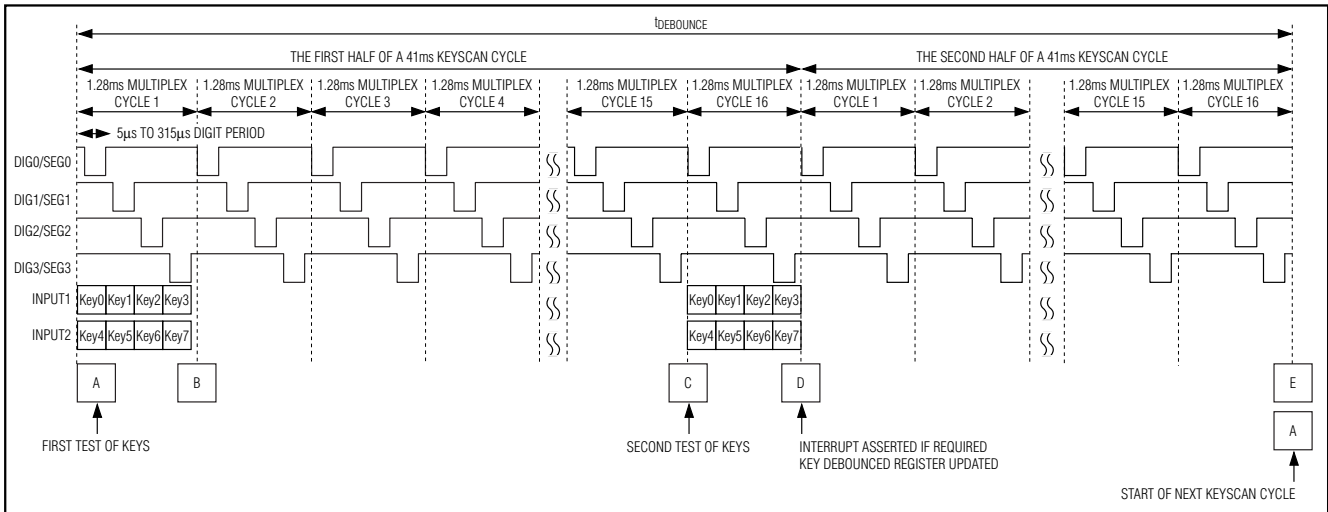 tDEBOUNCE
THE FIRST HALF OF A 41ms KEYSCAN CYCLE
THE SECOND HALF OF A 41ms KEYSCAN CYCLE
1.28ms MULTIPLEX CYCLE 1
1.28ms MULTIPLEX CYCLE 2
1.28ms MULTIPLEX CYCLE 3
1.28ms MULTIPLEX CYCLE 4
1.28ms MULTIPLEX CYCLE 15
1.28ms MULTIPLEX CYCLE 16
1.28ms MULTIPLEX CYCLE 1
1.28ms MULTIPLEX CYCLE 2
1.28ms MULTIPLEX CYCLE 15
1.28ms MULTIPLEX CYCLE 16
5μs TO 315μs DIGIT PERIOD
DIG0/SEG0
DIG1/SEG1
DIG2/SEG2
DIG3/SEG3
INPUT1 Key0 Key1 Key2 Key3 Key0 Key1 Key2 Key3
INPUT2 Key4 Key5 Key6 Key7 Key4 Key5 Key6 Key7
A B C D E
A
FIRST TEST OF KEYS
SECOND TEST OF KEYS
INTERRUPT ASSERTED IF REQUIRED
KEY DEBOUNCED REGISTER UPDATED
START OF NEXT KEYSCAN CYCLE